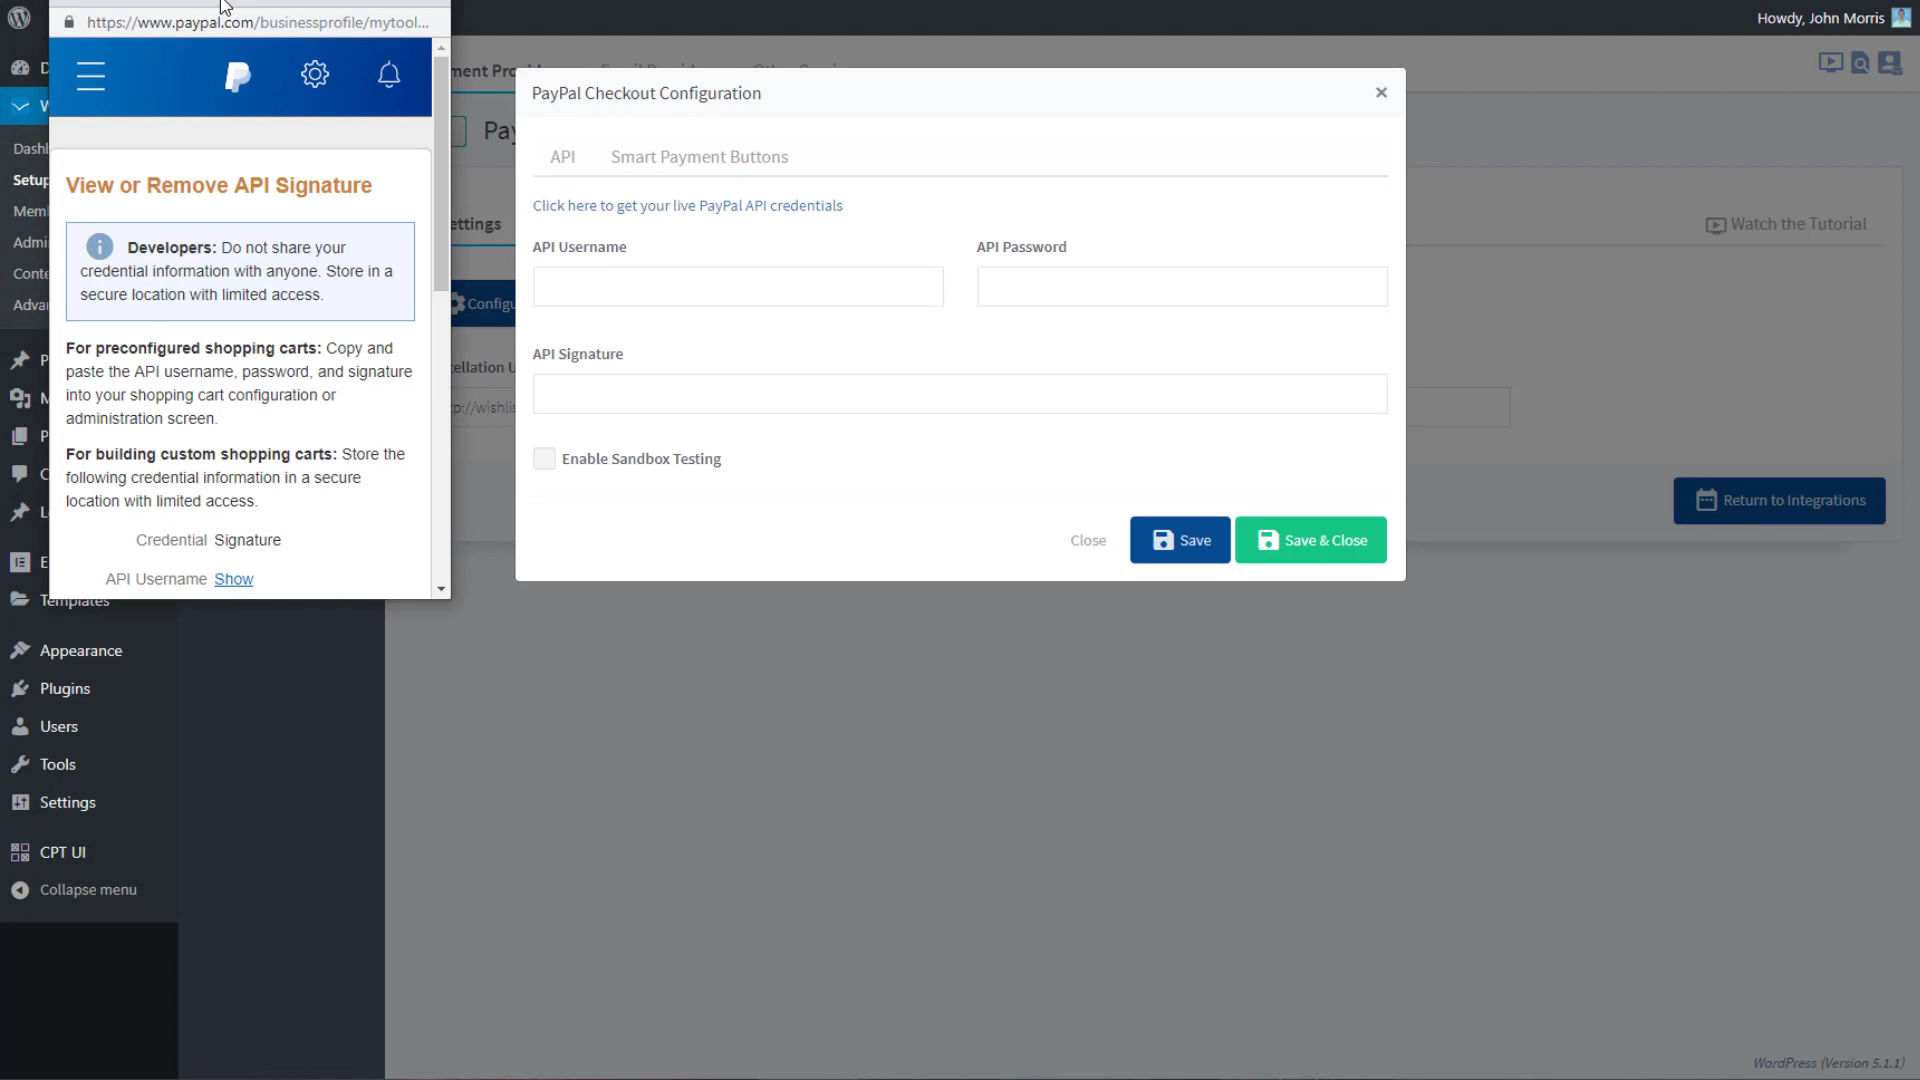 https://www.paypal.com/businessprofile/mytool...
Howdy, John Morris
View or Remove API Signature
Developers: Do not share your
credential information with anyone. Store in a
secure location with limited access.
For preconfigured shopping carts: Copy and
paste the API username, password, and signature
into your shopping cart configuration or
administration screen.
For building custom shopping carts: Store the
following credential information in a secure
location with limited access.
Credential Signature
API Username Show
PayPal Checkout Configuration
×
API
Smart Payment Buttons
Click here to get your live PayPal API credentials
API Username
API Password
API Signature
Enable Sandbox Testing
Close
Save
Save & Close
Watch the Tutorial
Return to Integrations
Setup
Templates
Appearance
Plugins
Users
Tools
Settings
CPT UI
Collapse menu
WordPress (Version 5.1.1)